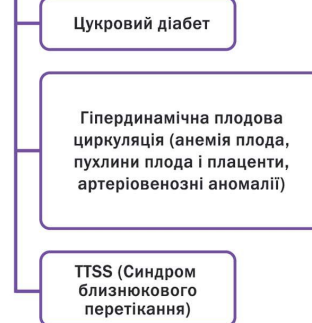 Цукровий діабет
Гіпердинамічна плодова
циркуляція (анемія плода,
пухлини плода і плаценти,
артеріовенозні аномалії)
TTSS (Синдром
близнюкового
перетікання)